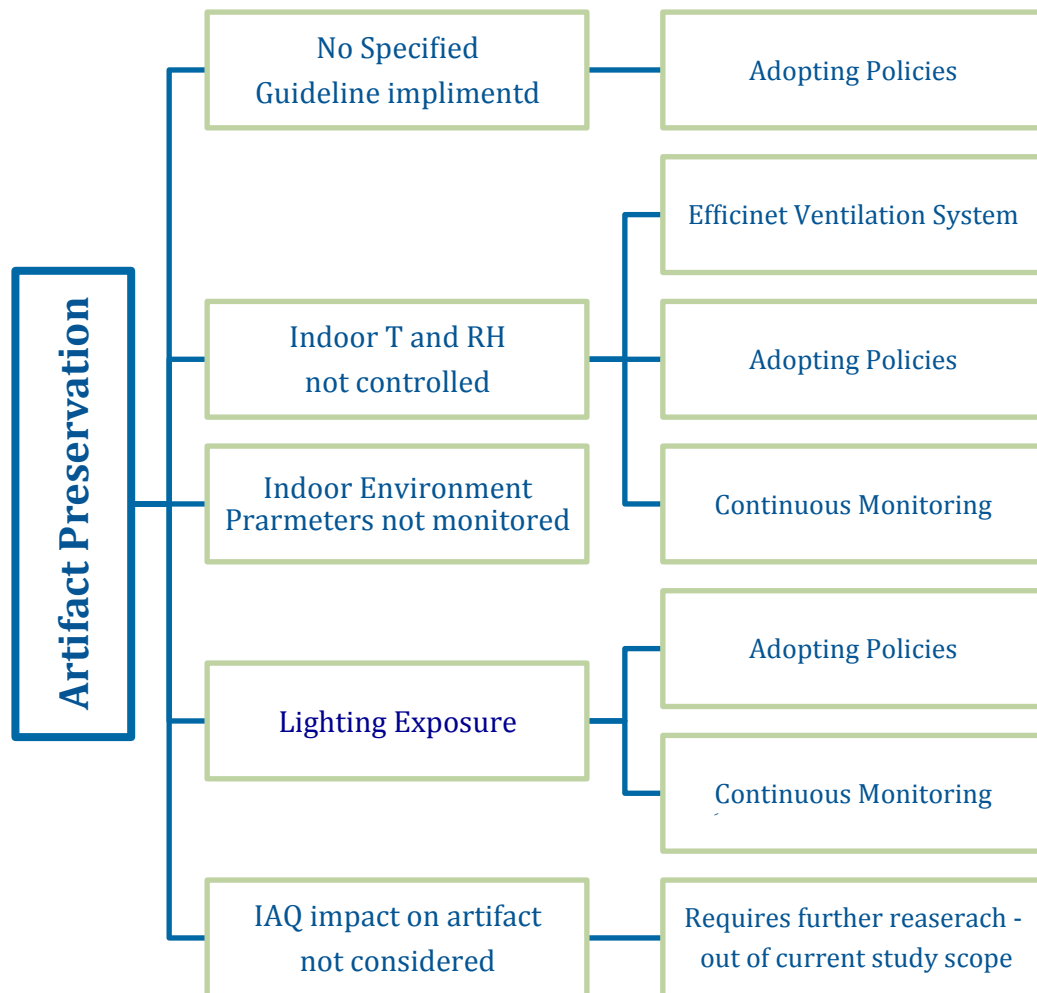 Artifact Preservation
No Specified
Guideline implimentd
Adopting Policies
Indoor T and RH
not controlled
Efficinet Ventilation System
Adopting Policies
Continuous Monitoring
Indoor Environment
Prarmeters not monitored
Lighting Exposure
Adopting Policies
Continuous Monitoring
IAQ impact on artifact
not considered
Requires further reaserach -
out of current study scope